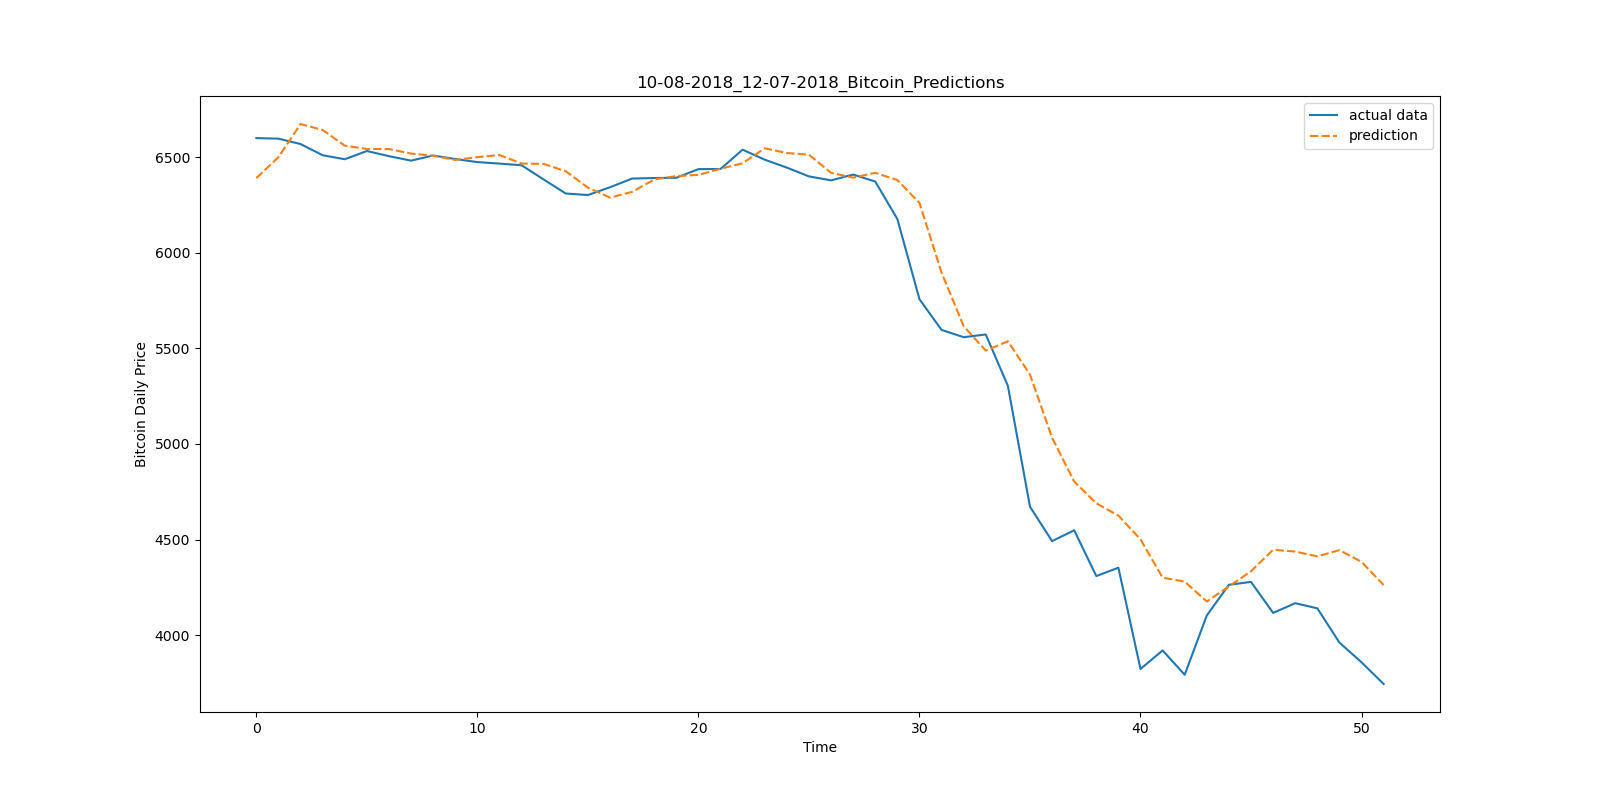 10-08-2018_12-07-2018_Bitcoin_Predictions
actual data
prediction
6500
6000
5500
5000
4500
4000
Bitcoin Daily Price
0 10 20 30 40 50
Time